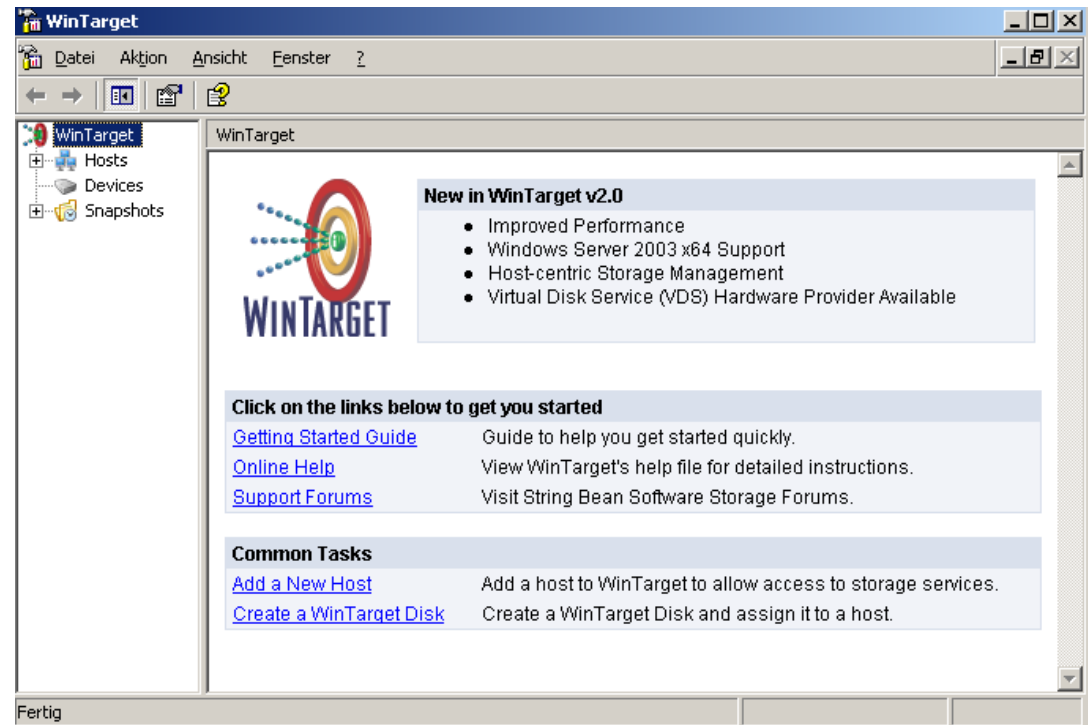 WinTarget
Datei Aktion Ansicht Fenster ?
WinTarget
Hosts
Devices
Snapshots
WinTarget
WINTARGET
New in WinTarget v2.0
Improved Performance
Windows Server 2003 x64 Support
Host-centric Storage Management
Virtual Disk Service (VDS) Hardware Provider Available
Click on the links below to get you started
Getting Started Guide Guide to help you get started quickly.
Online Help View WinTarget's help file for detailed instructions.
Support Forums Visit String Bean Software Storage Forums.
Common Tasks
Add a New Host Add a host to WinTarget to allow access to storage services.
Create a WinTarget Disk Create a WinTarget Disk and assign it to a host.
Fertig